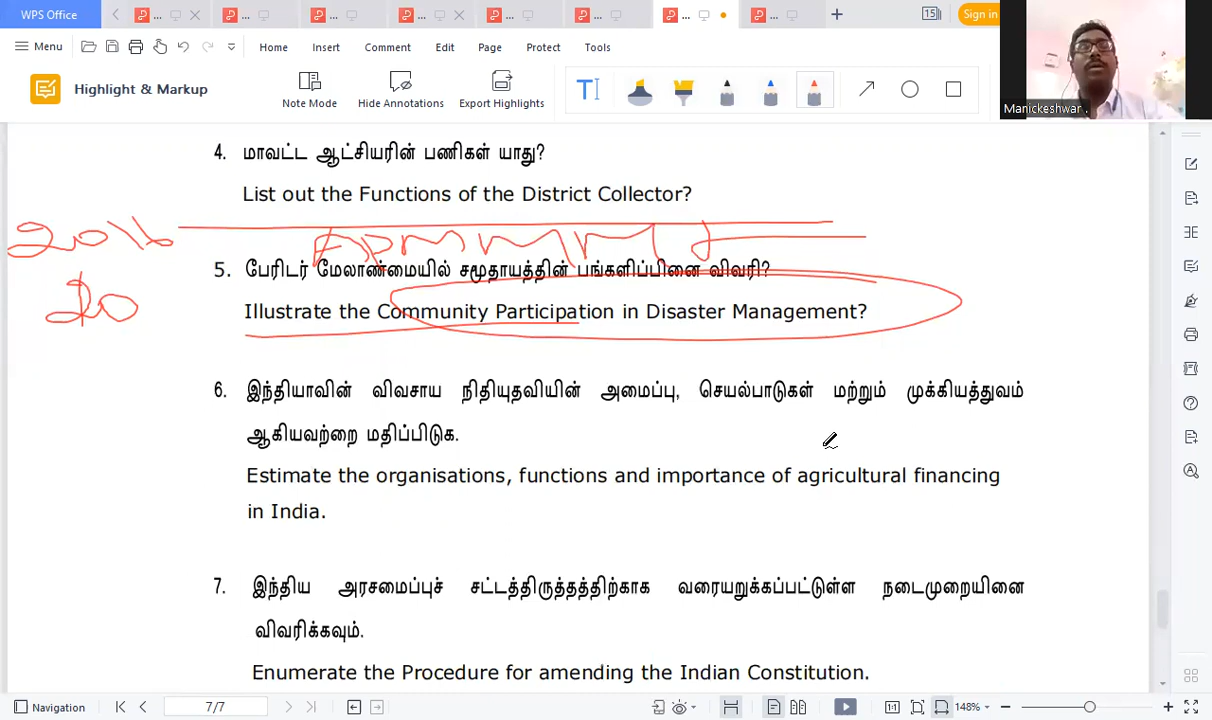 WPS Office
... ... ... ... ... ... ... ...
15
Sign in
Menu Home Insert Comment Edit Page Protect Tools
Highlight & Markup
Note Mode Hide Annotations Export Highlights
Manickeshwar .
4. மாவட்ட ஆட்சியரின் பணிகள் யாது?
List out the Functions of the District Collector?
2016
5. பேரிடர் மேலாண்மையில் சமூதாயத்தின் பங்களிப்பினை விவரி?
20
Illustrate the Community Participation in Disaster Management?
6. இந்தியாவின் விவசாய நிதியுதவியின் அமைப்பு, செயல்பாடுகள் மற்றும் முக்கியத்துவம்
ஆகியவற்றை மதிப்பிடுக.
Estimate the organisations, functions and importance of agricultural financing
in India.
7. இந்திய அரசமைப்புச் சட்டத்திருத்தத்திற்காக வரையறுக்கப்பட்டுள்ள நடைமுறையினை
விவரிக்கவும்.
Enumerate the Procedure for amending the Indian Constitution.
Navigation 7/7 1:1 148%